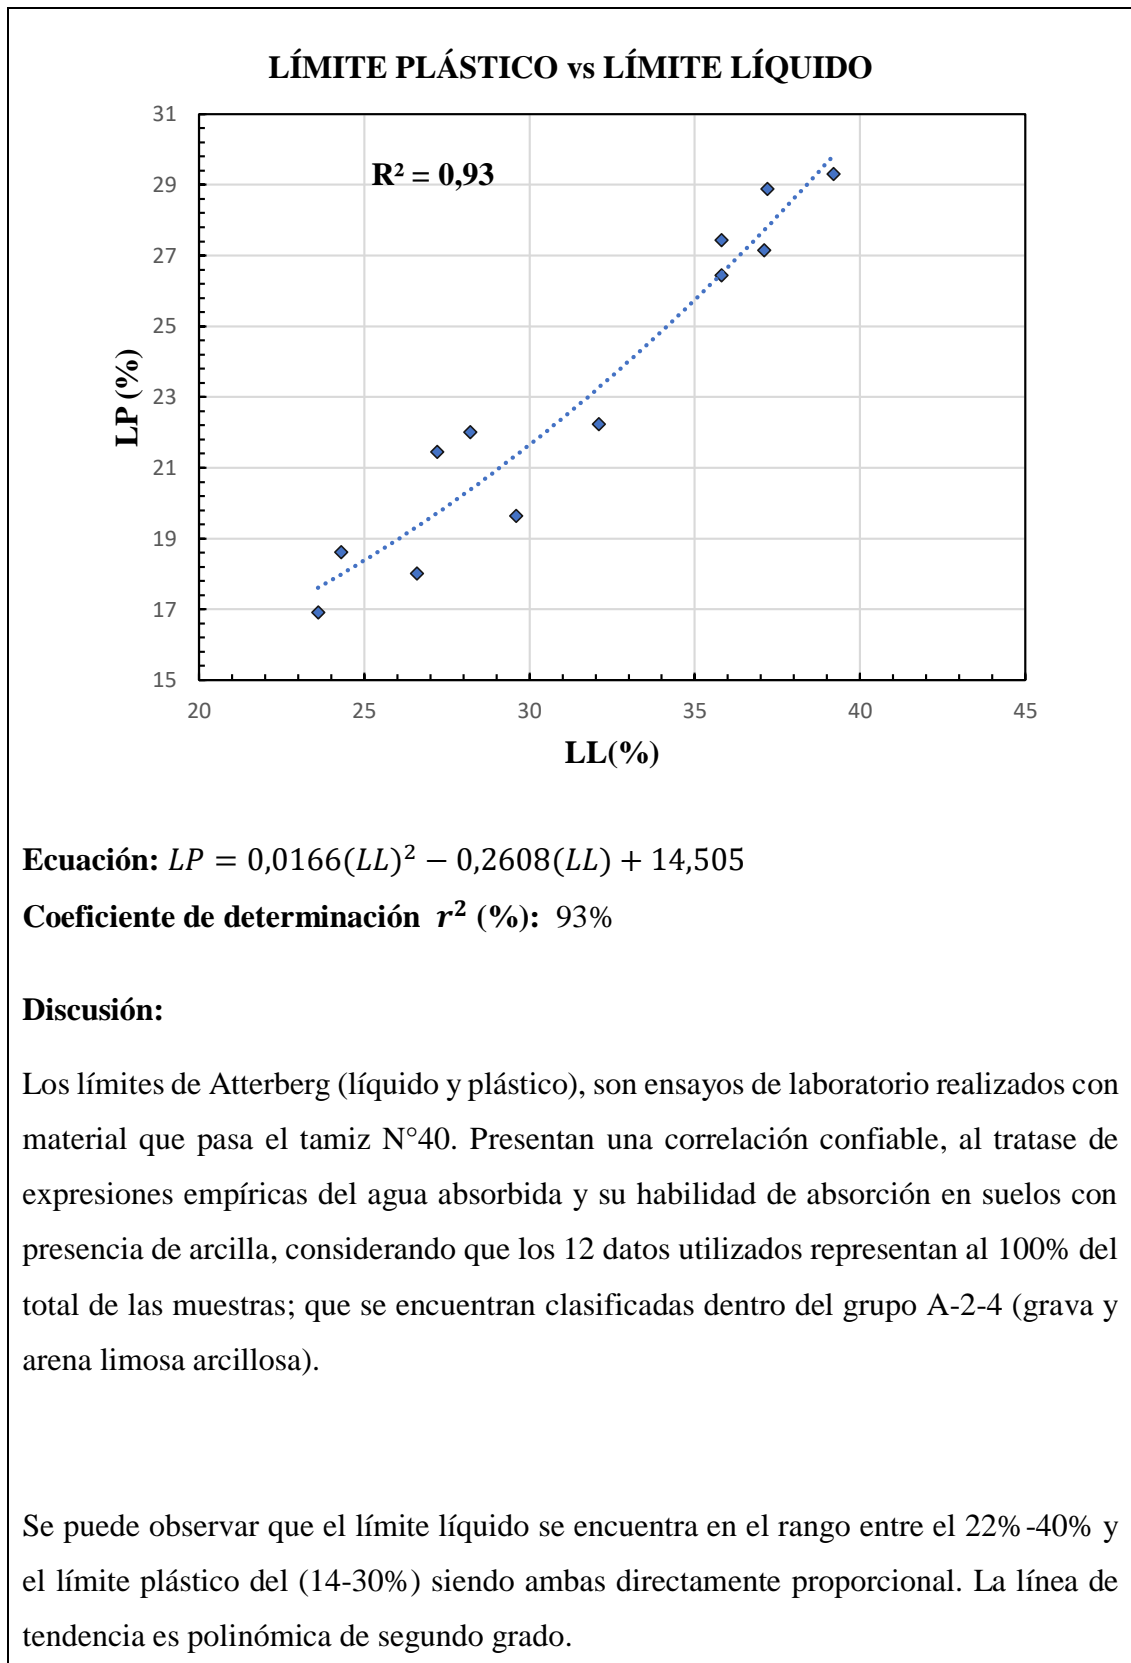 LÍMITE PLÁSTICO vs LÍMITE LÍQUIDO
31
29
27
25
23
21
19
17
15
R² = 0,93
LP (%)
20 25 30 35 40 45
LL(%)
Ecuación: LP = 0,0166(LL)² − 0,2608(LL) + 14,505
Coeficiente de determinación r² (%): 93%
Discusión:
Los límites de Atterberg (líquido y plástico), son ensayos de laboratorio realizados con
material que pasa el tamiz N°40. Presentan una correlación confiable, al tratase de
expresiones empíricas del agua absorbida y su habilidad de absorción en suelos con
presencia de arcilla, considerando que los 12 datos utilizados representan al 100% del
total de las muestras; que se encuentran clasificadas dentro del grupo A-2-4 (grava y
arena limosa arcillosa).
Se puede observar que el límite líquido se encuentra en el rango entre el 22%-40% y
el límite plástico del (14-30%) siendo ambas directamente proporcional. La línea de
tendencia es polinómica de segundo grado.